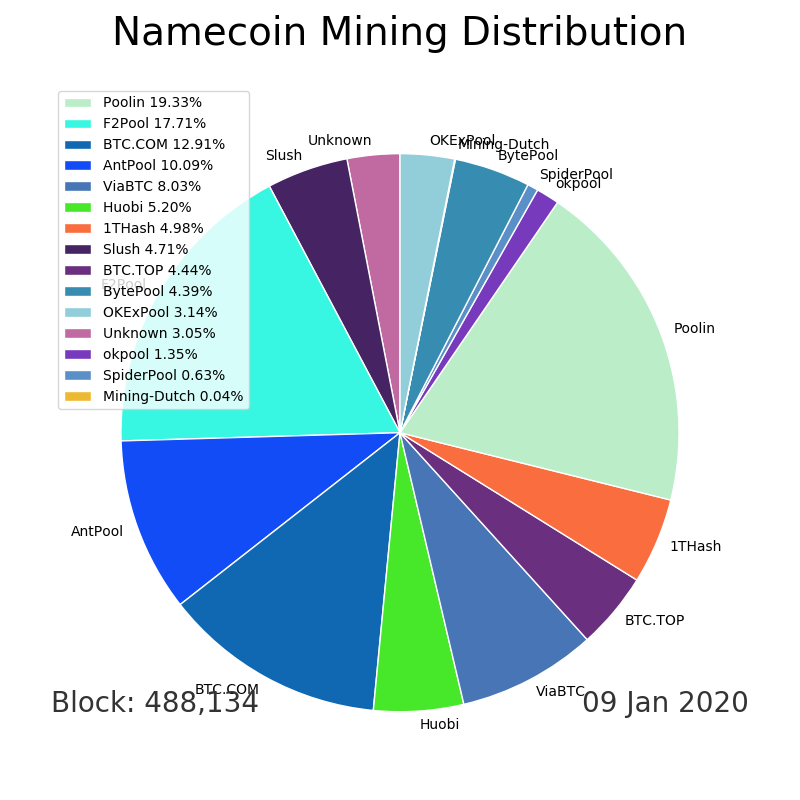 Namecoin Mining Distribution
Poolin 19.33%
F2Pool 17.71%
BTC.COM 12.91%
AntPool 10.09%
ViaBTC 8.03%
Huobi 5.20%
1THash 4.98%
Slush 4.71%
BTC.TOP 4.44%
BytePool 4.39%
OKExPool 3.14%
Unknown 3.05%
okpool 1.35%
SpiderPool 0.63%
Mining-Dutch 0.04%
Unknown
Slush
OKExPool
Mining-Dutch
BytePool
SpiderPool
okpool
F2Pool
Poolin
AntPool
1THash
BTC.TOP
BTC.COM
ViaBTC
Huobi
Block: 488,134
09 Jan 2020